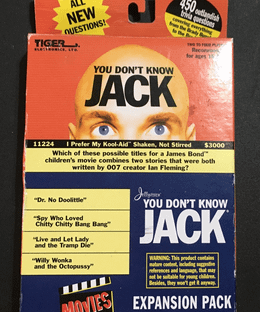 ALL
NEW
QUESTIONS!
450 outlandish
trivia questions
covering everything
TIGER
ELECTRONICS, LTD.
YOU DON'T KNOW
JACK
11224 I Prefer My Kool-Aid™ Shaken, Not Stirred $3000
Which of these possible titles for a James Bond
children's movie combines two stories that were both
written by 007 creator Ian Fleming?
"Dr. No Doolittle"
"Spy Who Loved
Chitty Chitty Bang Bang"
"Live and Let Lady
and the Tramp Die"
"Willy Wonka
and the Octopussy"
Jellyvision
YOU DON'T KNOW
JACK
WARNING: This product contains
mature content, including suggestive
references and language, that may
not be suitable for young children.
Besides, they won't get it anyway.
MOVIES
EXPANSION PACK